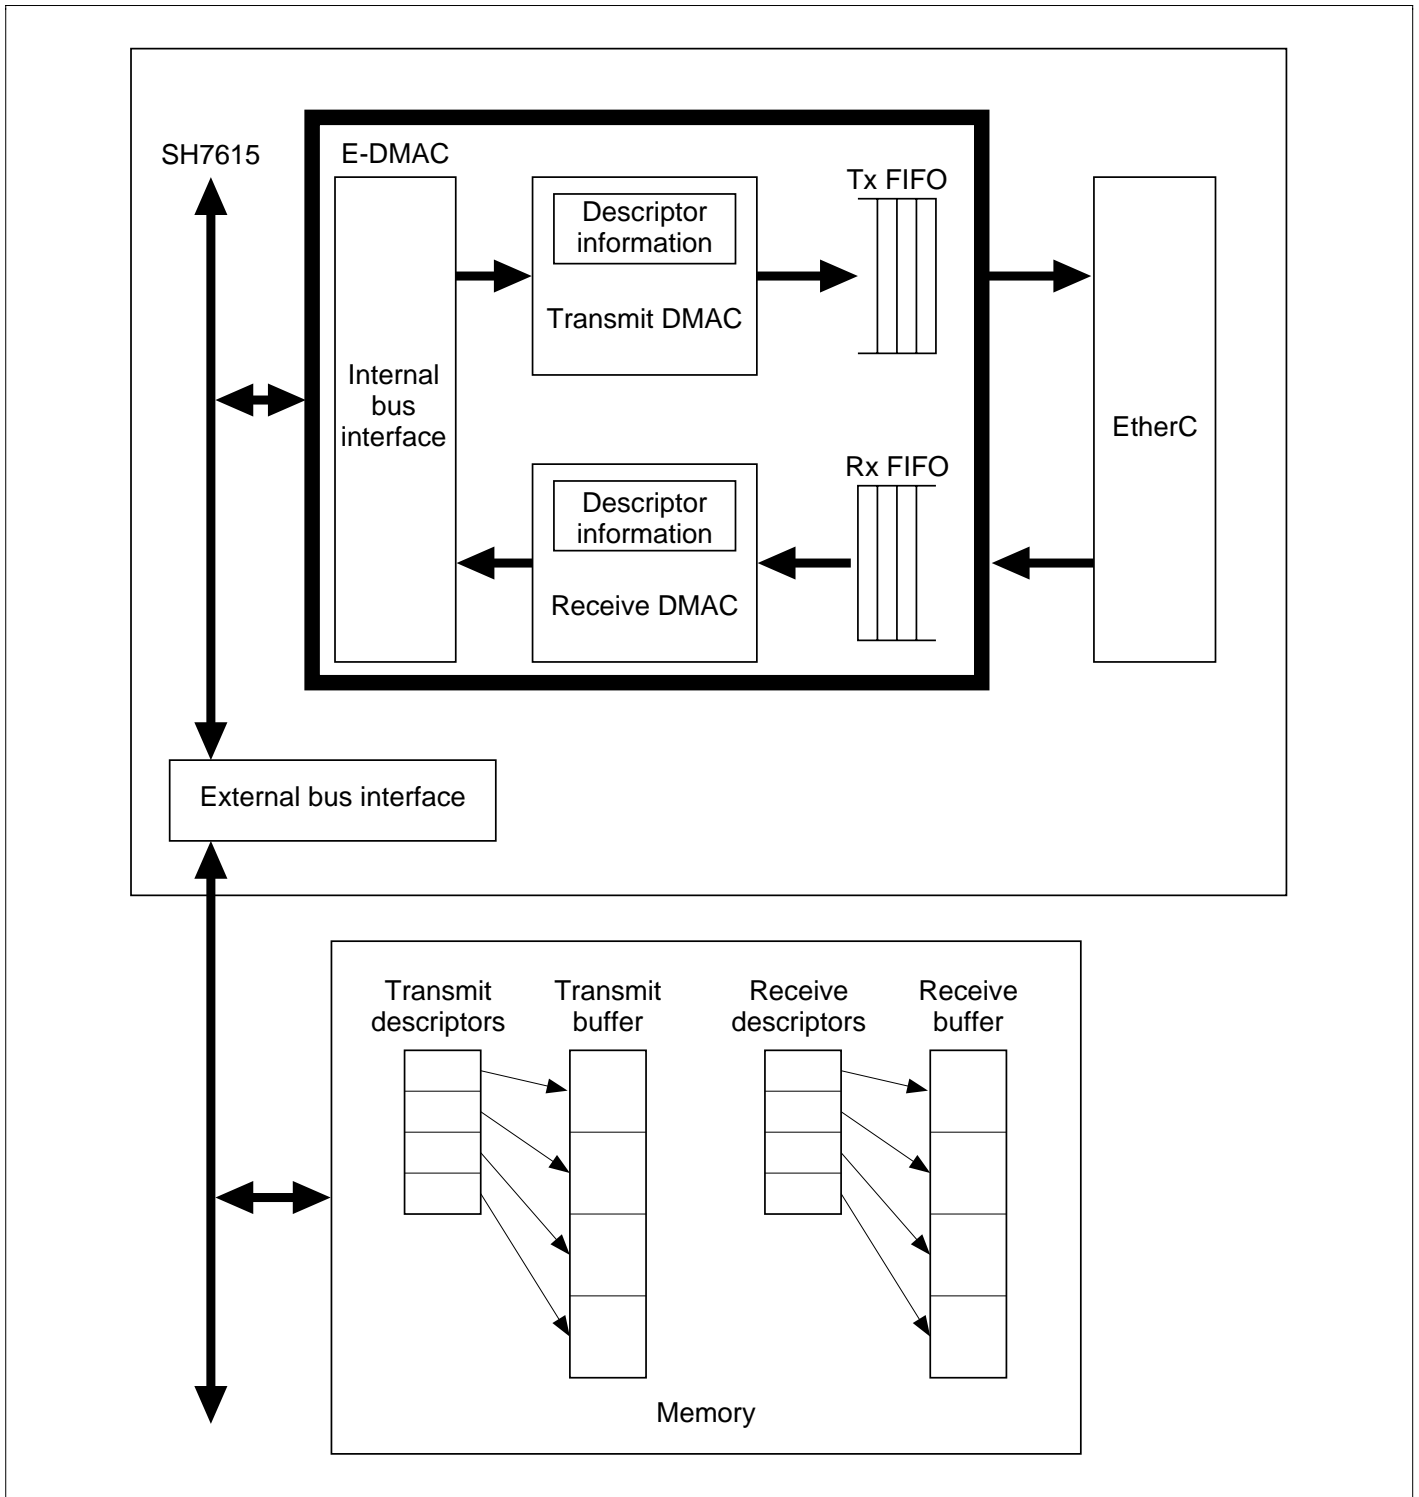 SH7615
E-DMAC
Tx FIFO
Descriptor
information
Transmit DMAC
Internal
bus
interface
EtherC
Rx FIFO
Descriptor
information
Receive DMAC
External bus interface
Transmit
descriptors
Transmit
buffer
Receive
descriptors
Receive
buffer
Memory